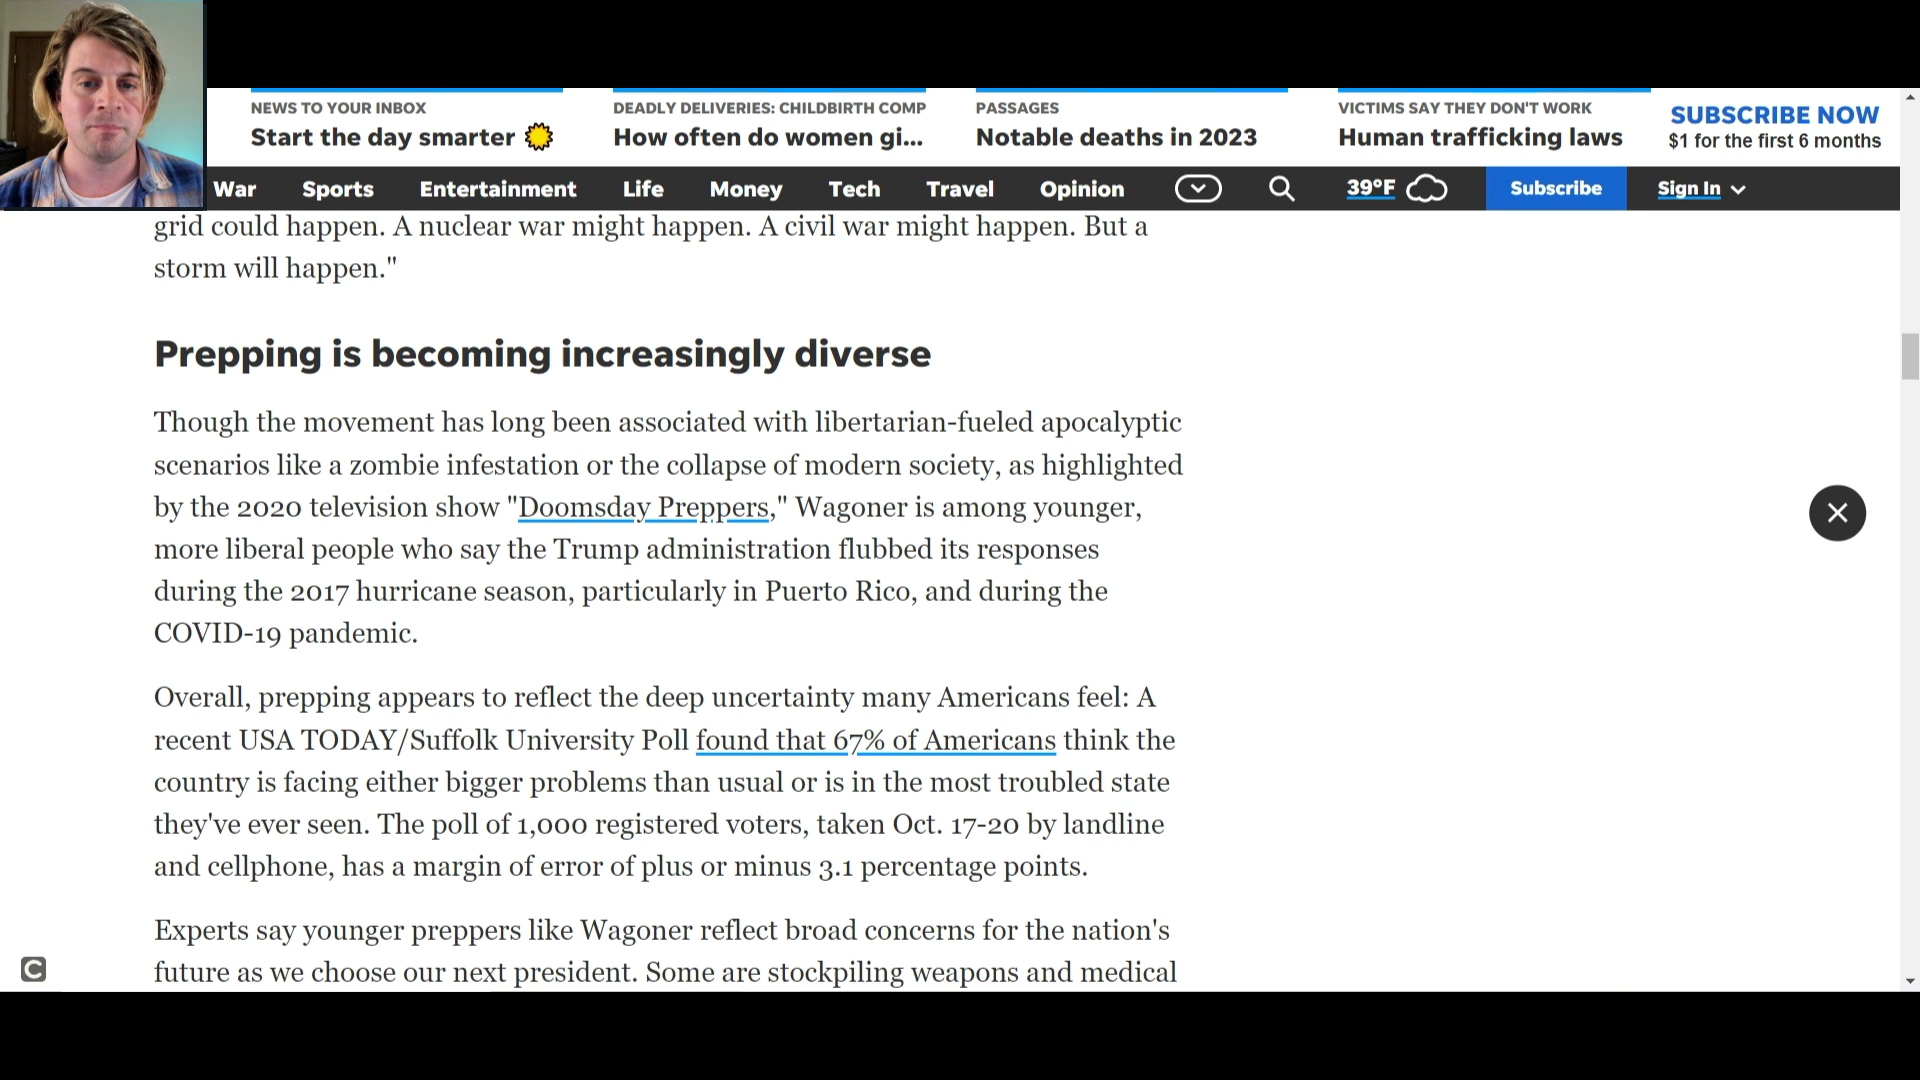 NEWS TO YOUR INBOX
Start the day smarter
DEADLY DELIVERIES: CHILDBIRTH COMP
How often do women gi...
PASSAGES
Notable deaths in 2023
VICTIMS SAY THEY DON'T WORK
Human trafficking laws
SUBSCRIBE NOW
$1 for the first 6 months
War Sports Entertainment Life Money Tech Travel Opinion 39°F Subscribe Sign In
grid could happen. A nuclear war might happen. A civil war might happen. But a
storm will happen."
Prepping is becoming increasingly diverse
Though the movement has long been associated with libertarian-fueled apocalyptic
scenarios like a zombie infestation or the collapse of modern society, as highlighted
by the 2020 television show "Doomsday Preppers," Wagoner is among younger,
more liberal people who say the Trump administration flubbed its responses
during the 2017 hurricane season, particularly in Puerto Rico, and during the
COVID-19 pandemic.
Overall, prepping appears to reflect the deep uncertainty many Americans feel: A
recent USA TODAY/Suffolk University Poll found that 67% of Americans think the
country is facing either bigger problems than usual or is in the most troubled state
they've ever seen. The poll of 1,000 registered voters, taken Oct. 17-20 by landline
and cellphone, has a margin of error of plus or minus 3.1 percentage points.
Experts say younger preppers like Wagoner reflect broad concerns for the nation's
future as we choose our next president. Some are stockpiling weapons and medical
C